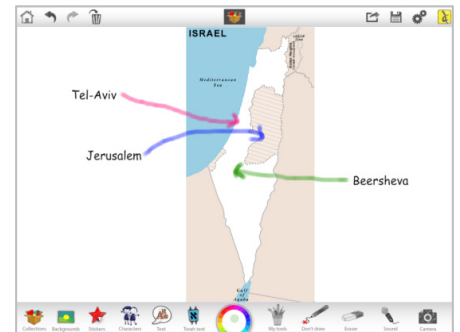 ISRAEL
Mediterranean
Sea
Tel-Aviv
Jerusalem
Beersheva
Gulf
of
Aqaba
Collections
Backgrounds
Stickers
Characters
Text
Torah text
My tools
Don't draw
Eraser
Sound
Camera